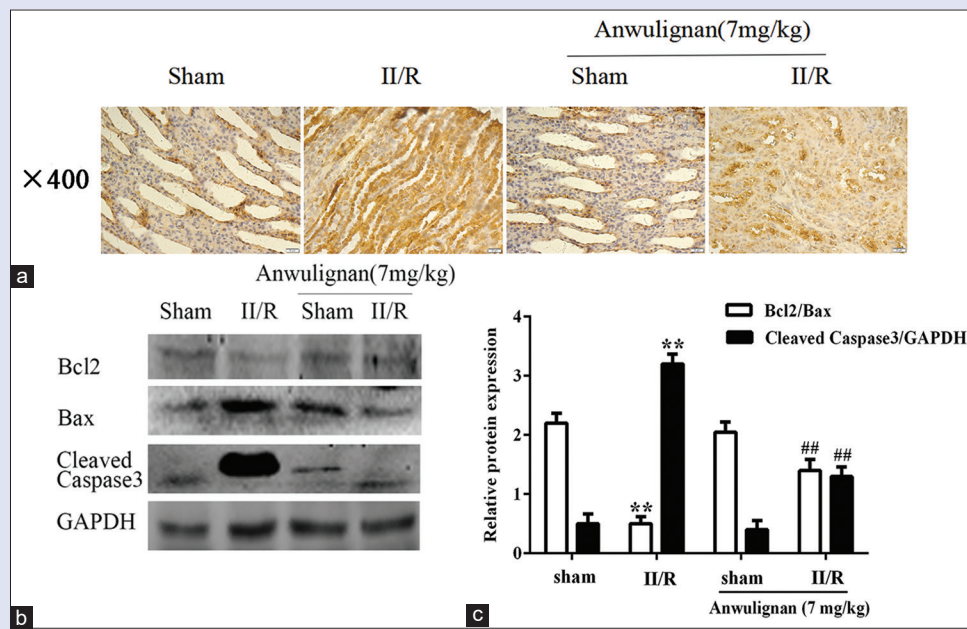 Anwulignan(7mg/kg)
Sham II/R Sham II/R
×400
a
Anwulignan(7mg/kg)
Sham II/R Sham II/R
Bcl2
Bax
Cleaved
Caspase3
GAPDH
b
Bcl2/Bax
Cleaved Caspase3/GAPDH
Relative protein expression
4
3
2
1
0
**
**
##
##
sham II/R sham II/R
Anwulignan (7 mg/kg)
c